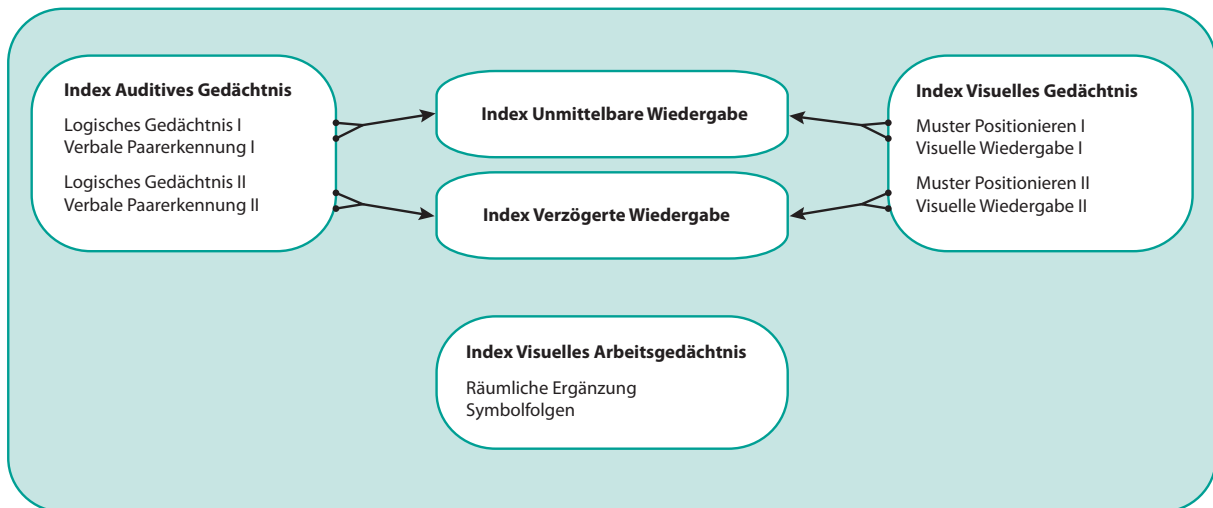 Index Auditives Gedächtnis
Logisches Gedächtnis I
Verbale Paarerkennung I
Logisches Gedächtnis II
Verbale Paarerkennung II
Index Unmittelbare Wiedergabe
Index Verzögerte Wiedergabe
Index Visuelles Gedächtnis
Muster Positionieren I
Visuelle Wiedergabe I
Muster Positionieren II
Visuelle Wiedergabe II
Index Visuelles Arbeitsgedächtnis
Räumliche Ergänzung
Symbolfolgen